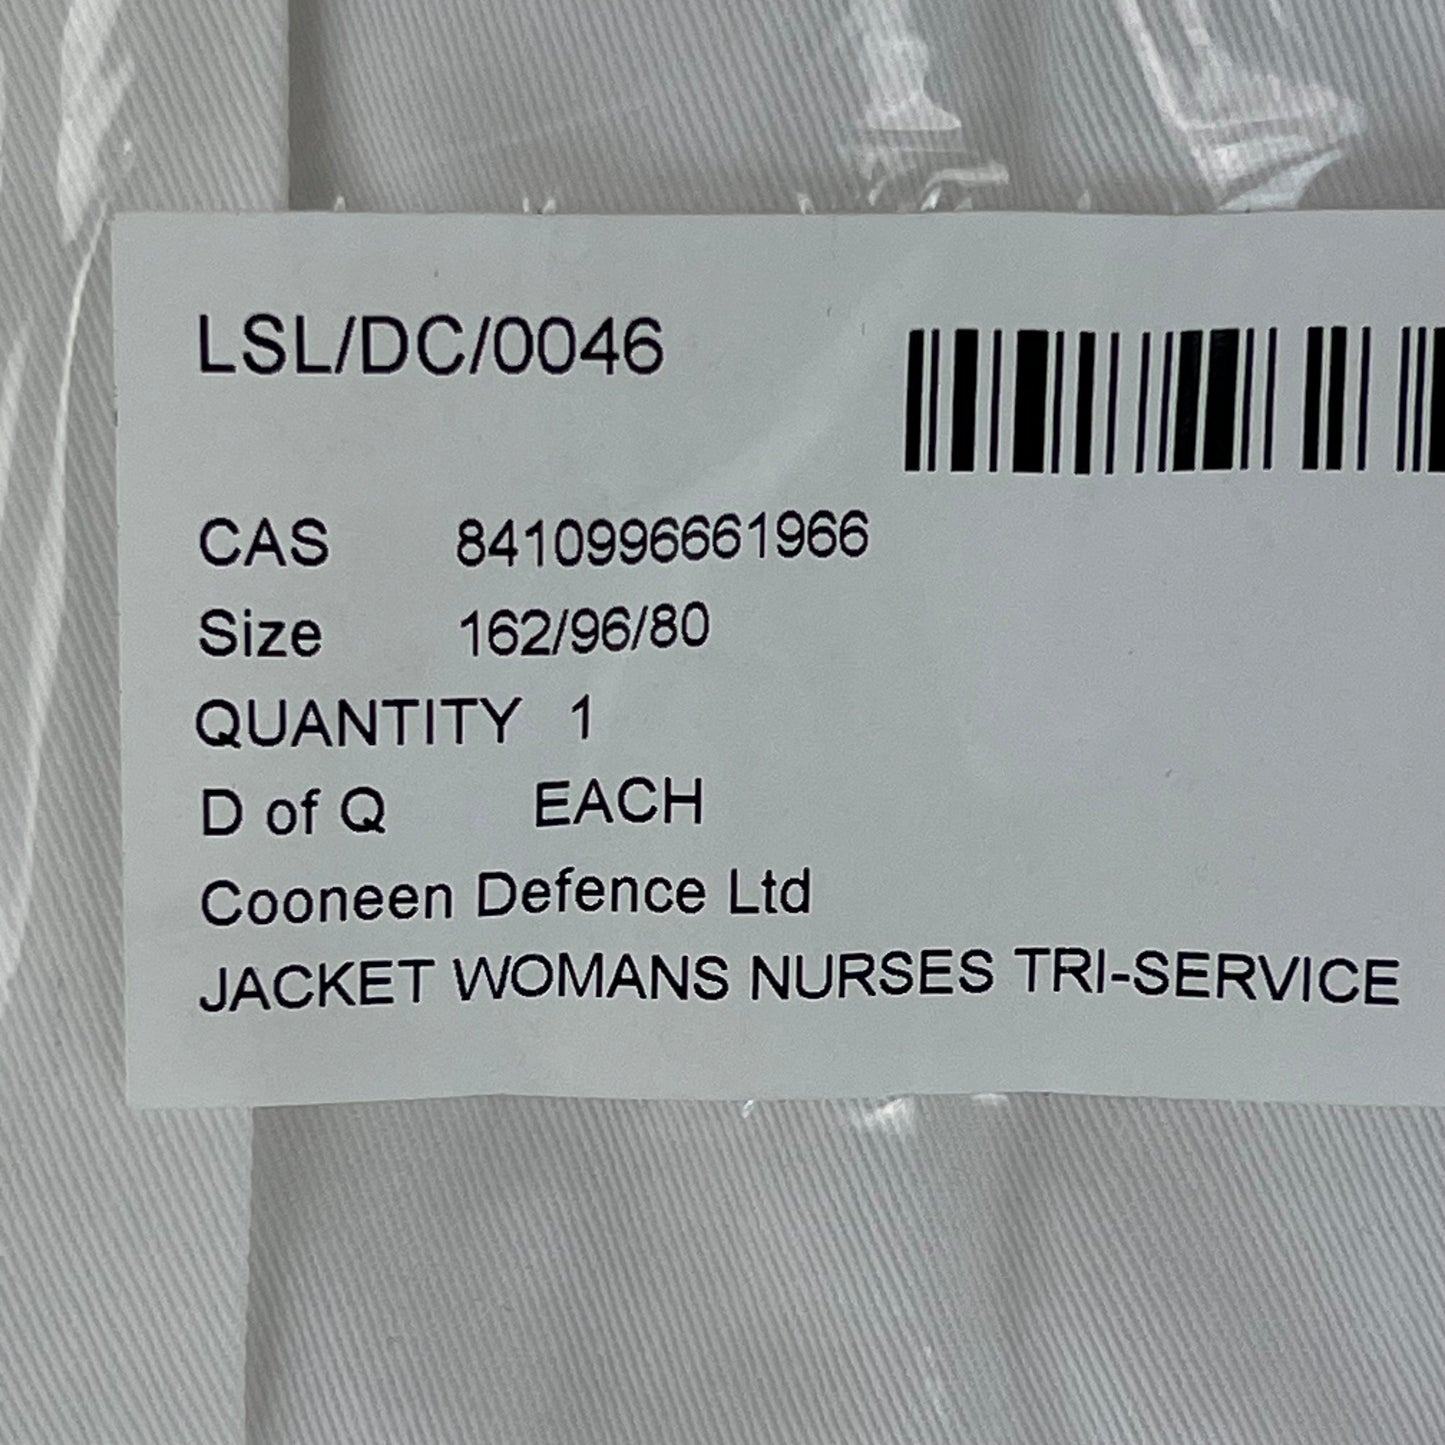 LSL/DC/0046
CAS 8410996661966
Size 162/96/80
QUANTITY 1
D of Q EACH
Cooneen Defence Ltd
JACKET WOMANS NURSES TRI-SERVICE